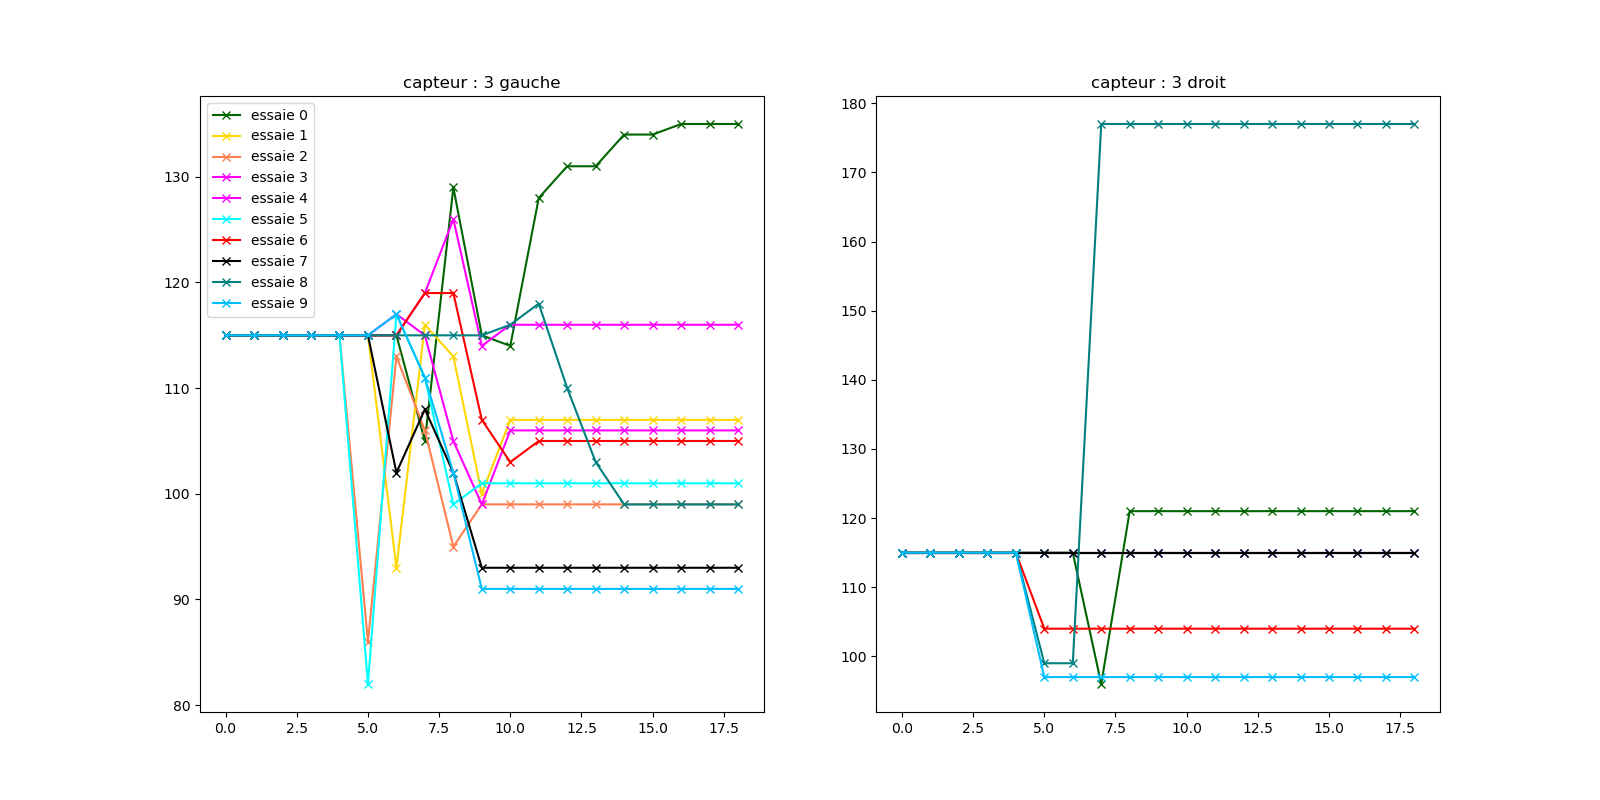 capteur : 3 gauche
essaie 0
essaie 1
essaie 2
essaie 3
essaie 4
essaie 5
essaie 6
essaie 7
essaie 8
essaie 9
130
120
110
100
90
80
0.0 2.5 5.0 7.5 10.0 12.5 15.0 17.5
capteur : 3 droit
180
170
160
150
140
130
120
110
100
0.0 2.5 5.0 7.5 10.0 12.5 15.0 17.5